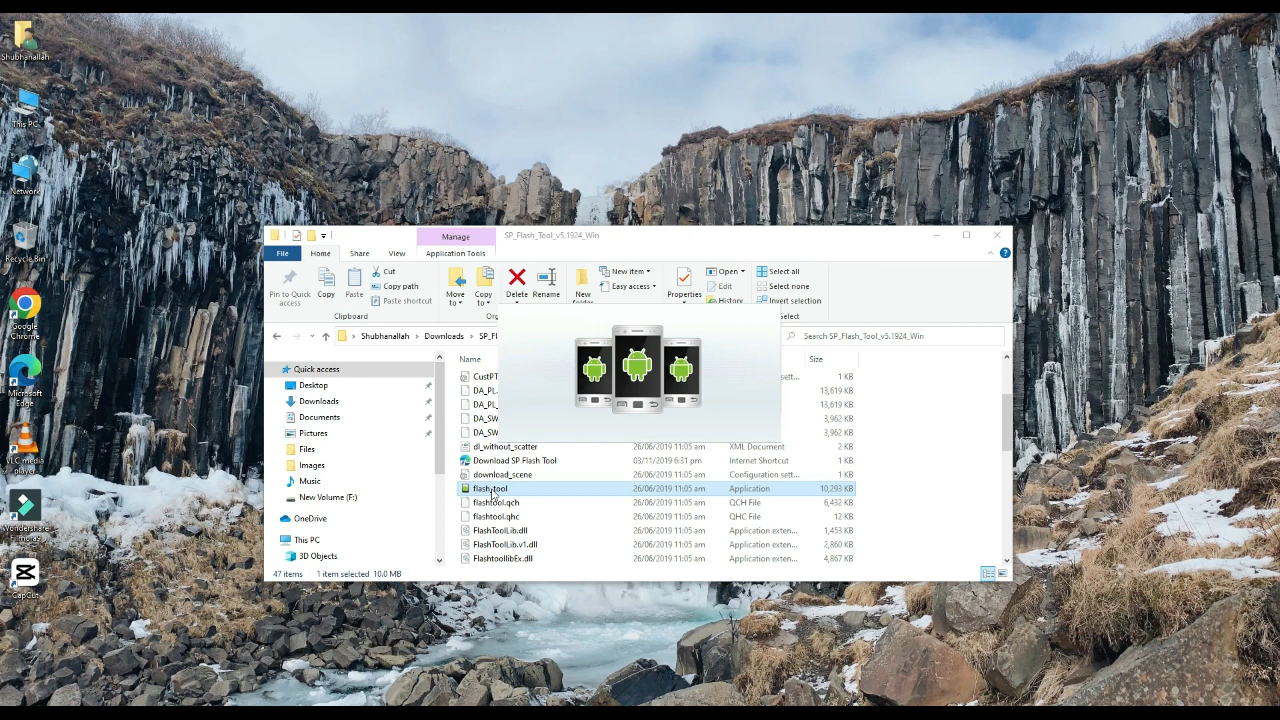 Shubhanallah
This PC
Network
Recycle Bin
Google
Chrome
Microsoft
Edge
VLC media
player
Wondershare
CapCut
Manage
SP_Flash_Tool_v5.1924_Win
File
Home
Share
View
Application Tools
Pin to Quick
access
Copy
Paste
Cut
Copy path
Paste shortcut
Clipboard
Move
to
Copy
to
Delete
Rename
New
New item
Easy access
Properties
Open
Edit
History
Select all
Select none
Invert selection
Shubhanallah
Downloads
Search SP_Flash_Tool_v5.1924_Win
Quick access
Desktop
Downloads
Documents
Pictures
Files
Images
Music
New Volume (F:)
OneDrive
This PC
3D Objects
Name
Size
CustPT
1 KB
DA_PL
13,619 KB
DA_PL
13,619 KB
DA_SW
3,962 KB
DA_SW
3,962 KB
dl_without_scatter 26/06/2019 11:05 am XML Document 2 KB
Download SP Flash Tool 03/11/2019 6:31 pm Internet Shortcut 1 KB
download_scene 26/06/2019 11:05 am Configuration sett... 1 KB
flash_tool 26/06/2019 11:05 am Application 10,293 KB
flashtool.qch 26/06/2019 11:05 am QCH File 6,432 KB
flashtool.qhc 26/06/2019 11:05 am QHC File 12 KB
FlashToolLib.dll 26/06/2019 11:05 am Application exten... 1,453 KB
FlashToolLib.v1.dll 26/06/2019 11:05 am Application exten... 2,860 KB
FlashtoollibEx.dll 26/06/2019 11:05 am Application exten... 4,867 KB
47 items 1 item selected 10.0 MB